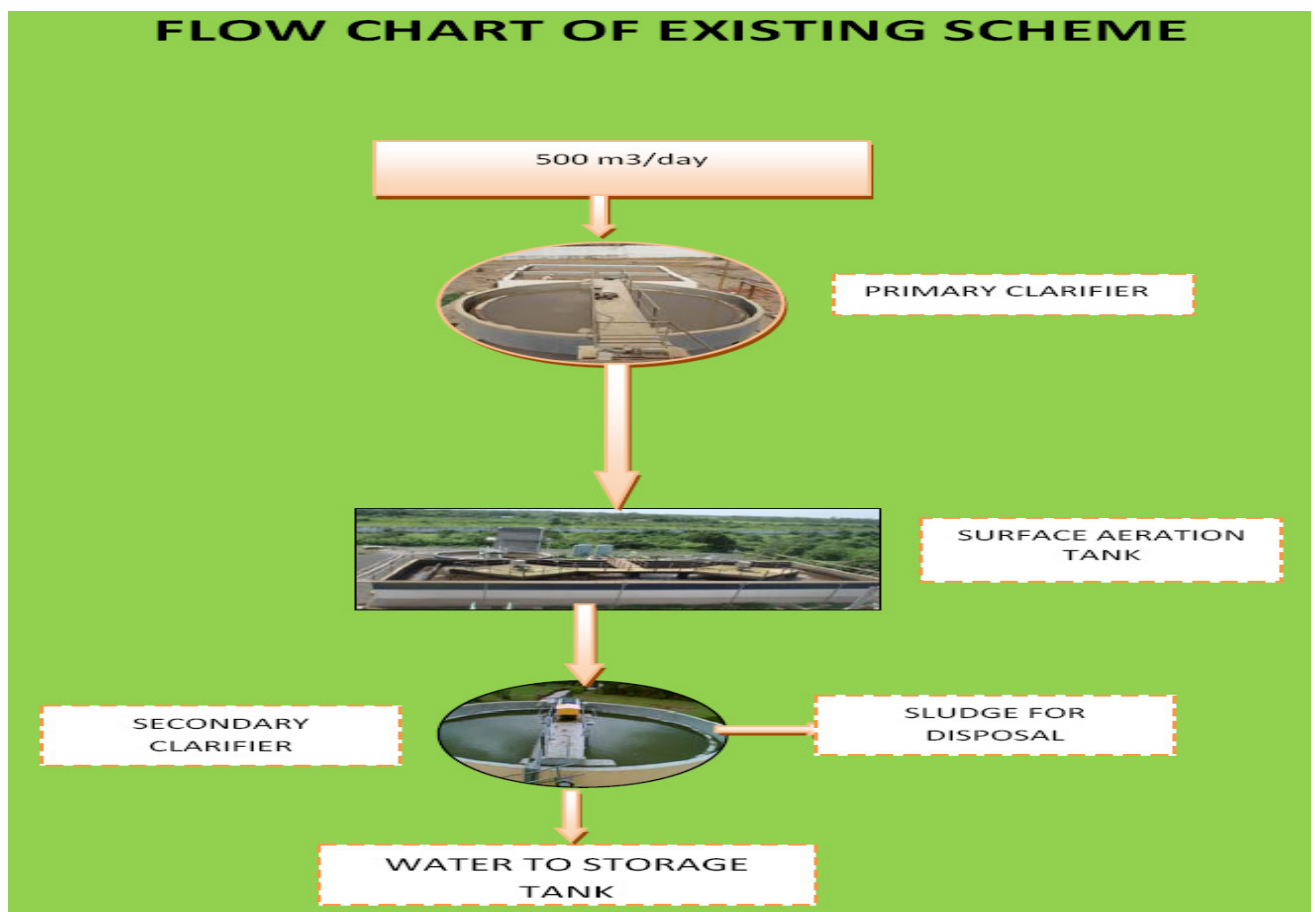 FLOW CHART OF EXISTING SCHEME
500 m3/day
PRIMARY CLARIFIER
SURFACE AERATION
TANK
SECONDARY
CLARIFIER
SLUDGE FOR
DISPOSAL
WATER TO STORAGE
TANK